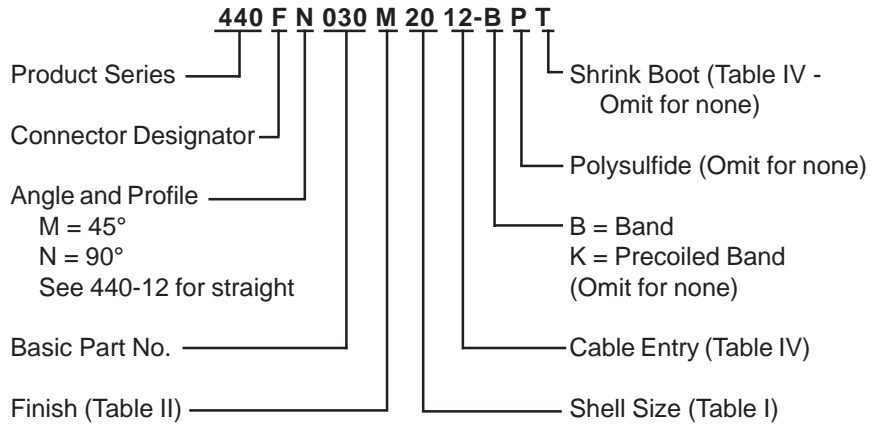 440 F N 030 M 20 12-B P T
Product Series
Connector Designator
Angle and Profile
M = 45°
N = 90°
See 440-12 for straight
Basic Part No.
Finish (Table II)
Shrink Boot (Table IV -
Omit for none)
Polysulfide (Omit for none)
B = Band
K = Precoiled Band
(Omit for none)
Cable Entry (Table IV)
Shell Size (Table I)